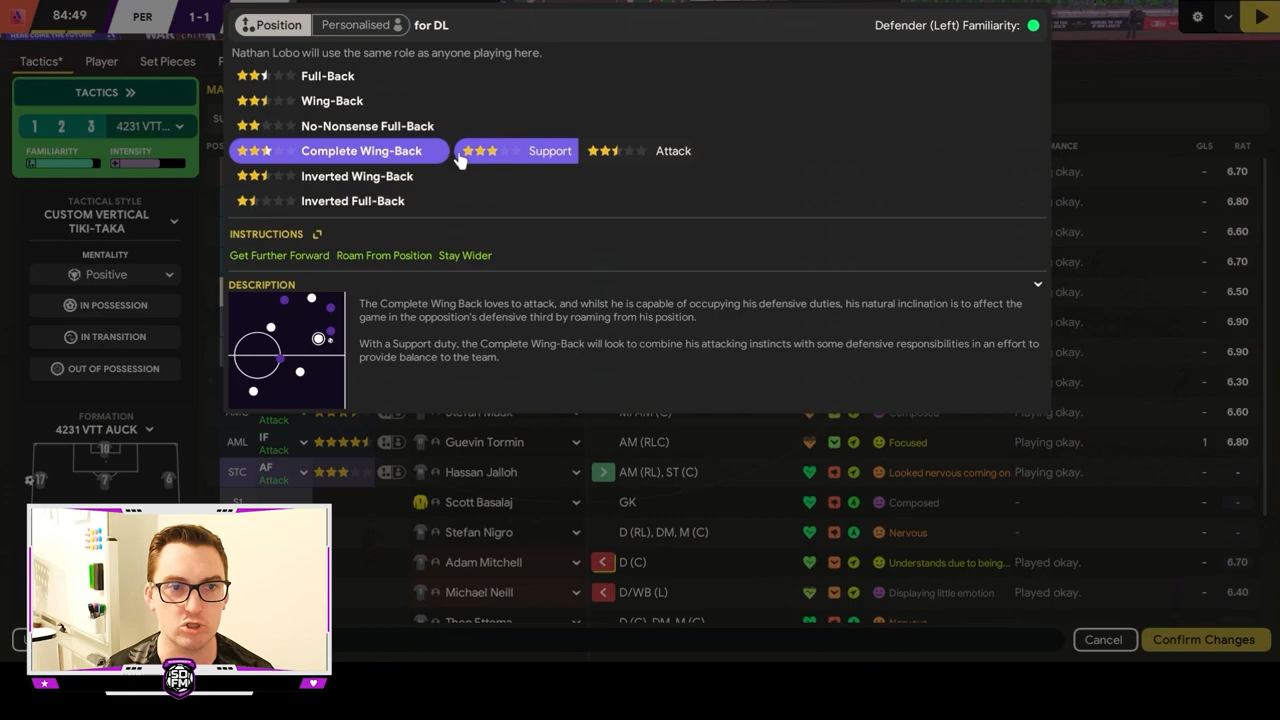 84:49 PER 1-1
Position Personalised for DL Defender (Left) Familiarity:
Nathan Lobo will use the same role as anyone playing here.
Tactics* Player Set Pieces
TACTICS
1 2 3 4231 VTT...
FAMILIARITY INTENSITY
TACTICAL STYLE
CUSTOM VERTICAL
TIKI-TAKA
MENTALITY
Positive
IN POSSESSION
IN TRANSITION
OUT OF POSSESSION
FORMATION
4231 VTT AUCK
10
17 7 6
Full-Back
Wing-Back
No-Nonsense Full-Back
Complete Wing-Back Support Attack
Inverted Wing-Back
Inverted Full-Back
INSTRUCTIONS
Get Further Forward Roam From Position Stay Wider
DESCRIPTION
The Complete Wing Back loves to attack, and whilst he is capable of occupying his defensive duties, his natural inclination is to affect the
game in the opposition's defensive third by roaming from his position.
With a Support duty, the Complete Wing-Back will look to combine his attacking instincts with some defensive responsibilities in an effort to
provide balance to the team.
GLS RAT
- 6.70
- 6.80
- 6.60
- 6.70
- 6.50
- 6.90
- 6.90
- 6.30
Attack Composed Playing okay. - 6.60
AML IF Attack Guevin Tormin AM (RLC) Focused Playing okay. 1 6.80
STC AF Attack Hassan Jalloh AM (RL), ST (C) Looked nervous coming on Playing okay. - -
S1 Scott Basalaj GK Composed - -
Stefan Nigro D (RL), DM, M (C) Nervous - -
Adam Mitchell D (C) Understands due to being... Played okay. - 6.70
Michael Neill D/WB (L) Displaying little emotion Played okay. - 6.40
Cancel Confirm Changes
SD
FM